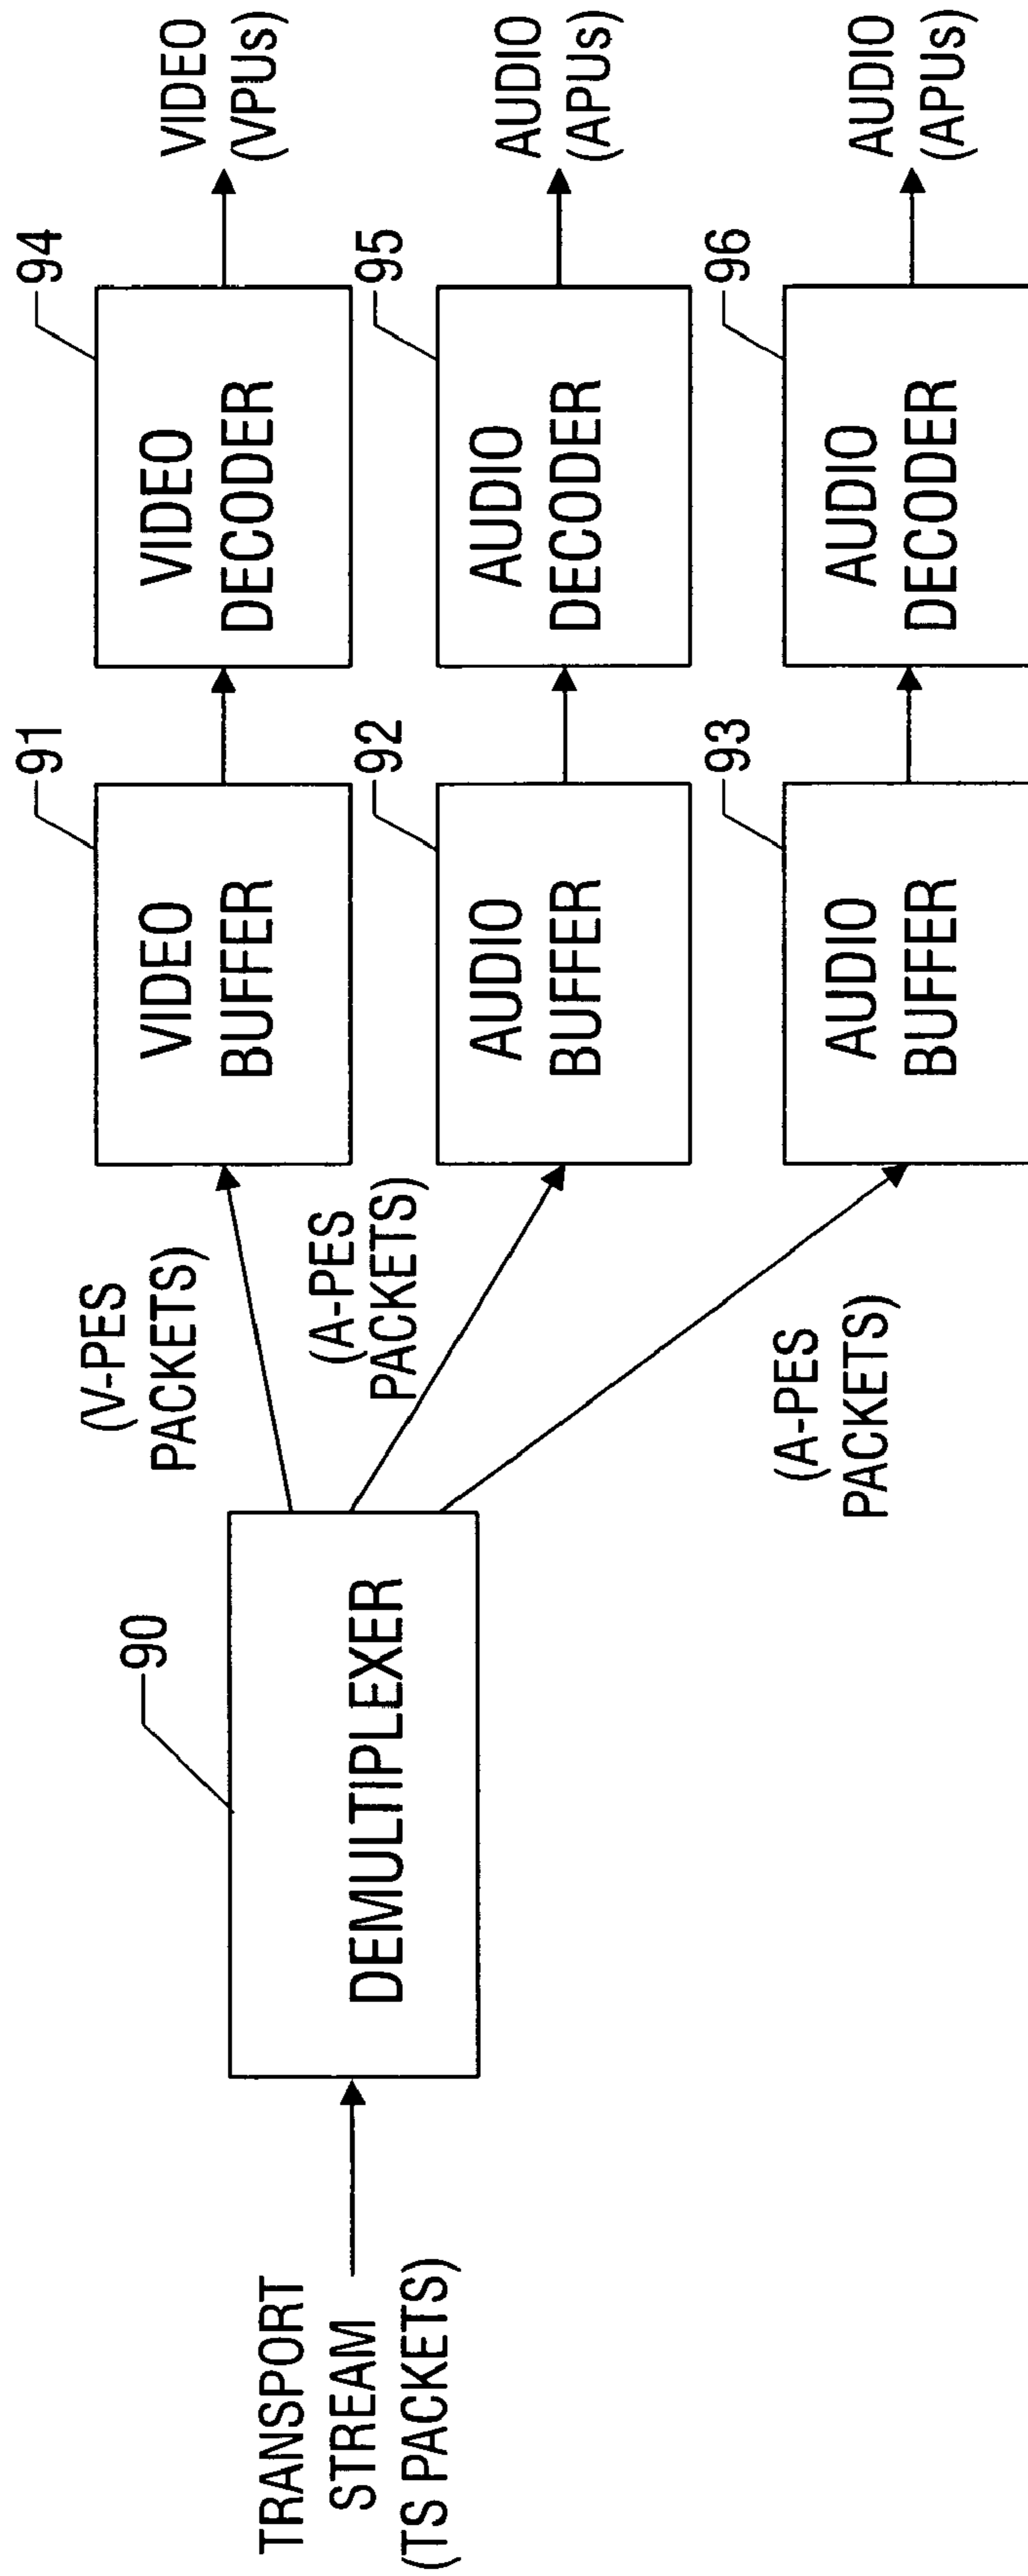 TRANSPORT
STREAM
(TS PACKETS)
90
DEMULTIPLEXER
(V-PES
PACKETS)
(A-PES
PACKETS)
(A-PES
PACKETS)
91
VIDEO
BUFFER
92
AUDIO
BUFFER
93
AUDIO
BUFFER
94
VIDEO
DECODER
95
AUDIO
DECODER
96
AUDIO
DECODER
VIDEO
(VPUs)
AUDIO
(APUs)
AUDIO
(APUs)